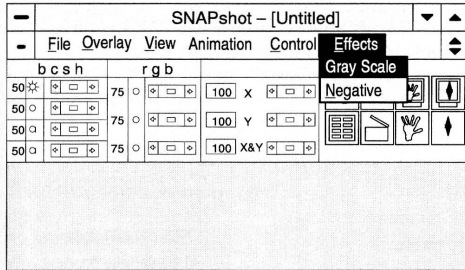 SNAPshot – [Untitled]
File Overlay View Animation Control Effects
Gray Scale
Negative
b c s h r g b
50 75 100 X
50
75 100 Y
50
50 75 100 X&Y